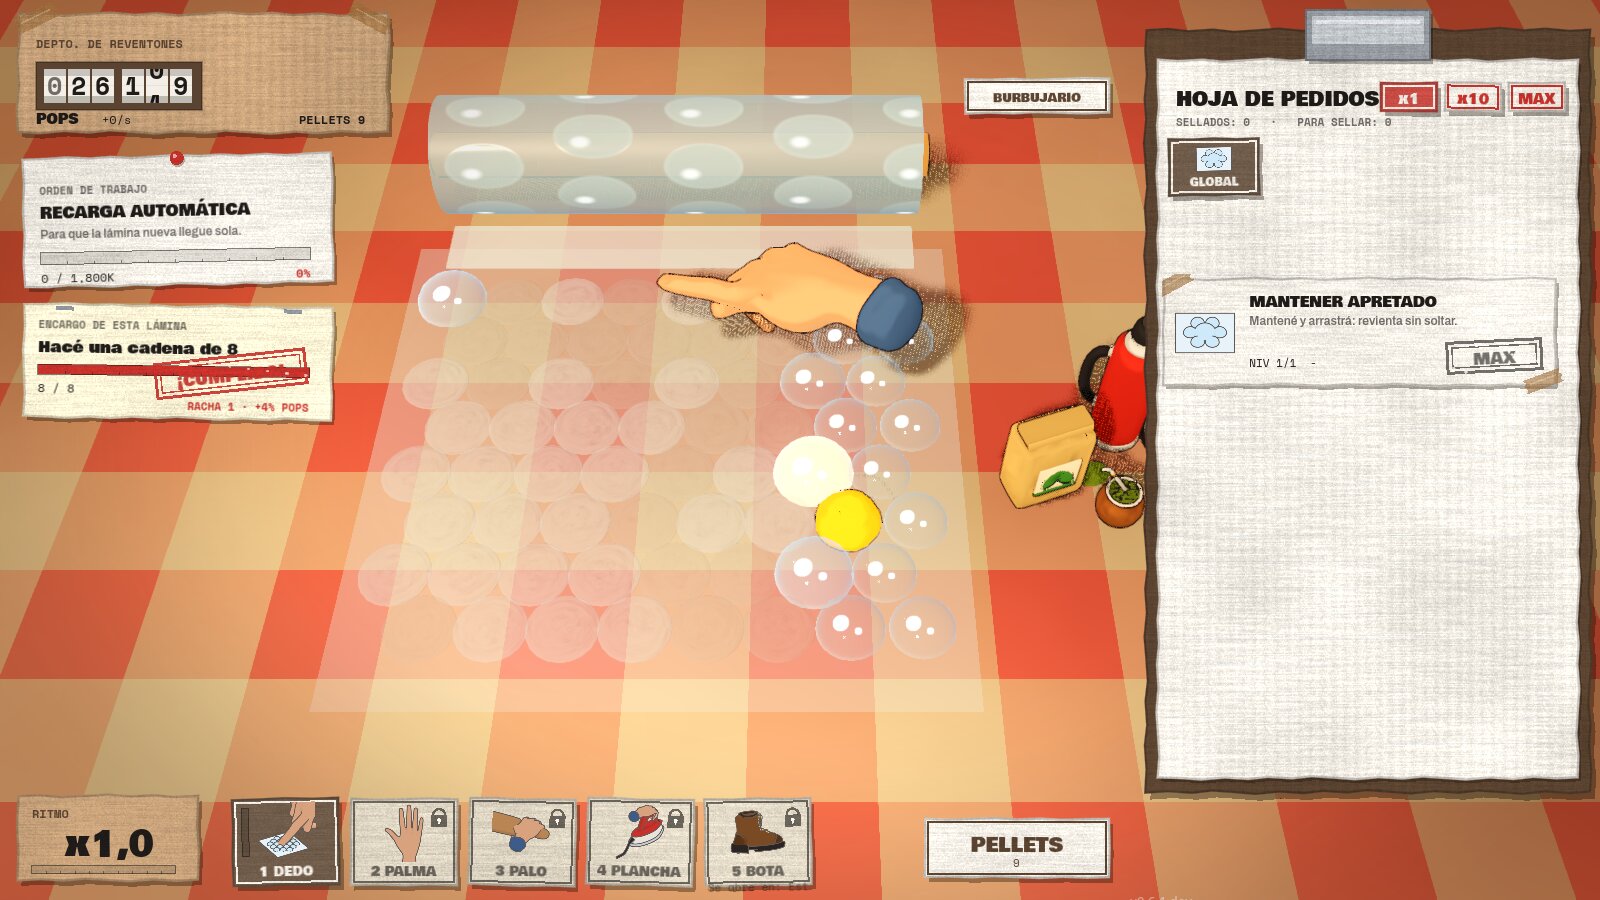 DEPTO. DE REVENTONES
POPS +0/s PELLETS 9
ORDEN DE TRABAJO
RECARGA AUTOMÁTICA
Para que la lámina nueva llegue sola.
0 / 1.800K 0%
ENCARGO DE ESTA LÁMINA
Hacé una cadena de 8
8 / 8
RACHA 1 · +4% POPS
BURBUJARIO
HOJA DE PEDIDOS x1 x10 MAX
SELLADOS: 0 · PARA SELLAR: 0
GLOBAL
MANTENER APRETADO
Mantené y arrastrá: revienta sin soltar.
NIV 1/1 -
MAX
RITMO
x1,0
1 DEDO
2 PALMA
3 PALO
4 PLANCHA
5 BOTA
Se abre en: Est
PELLETS
9